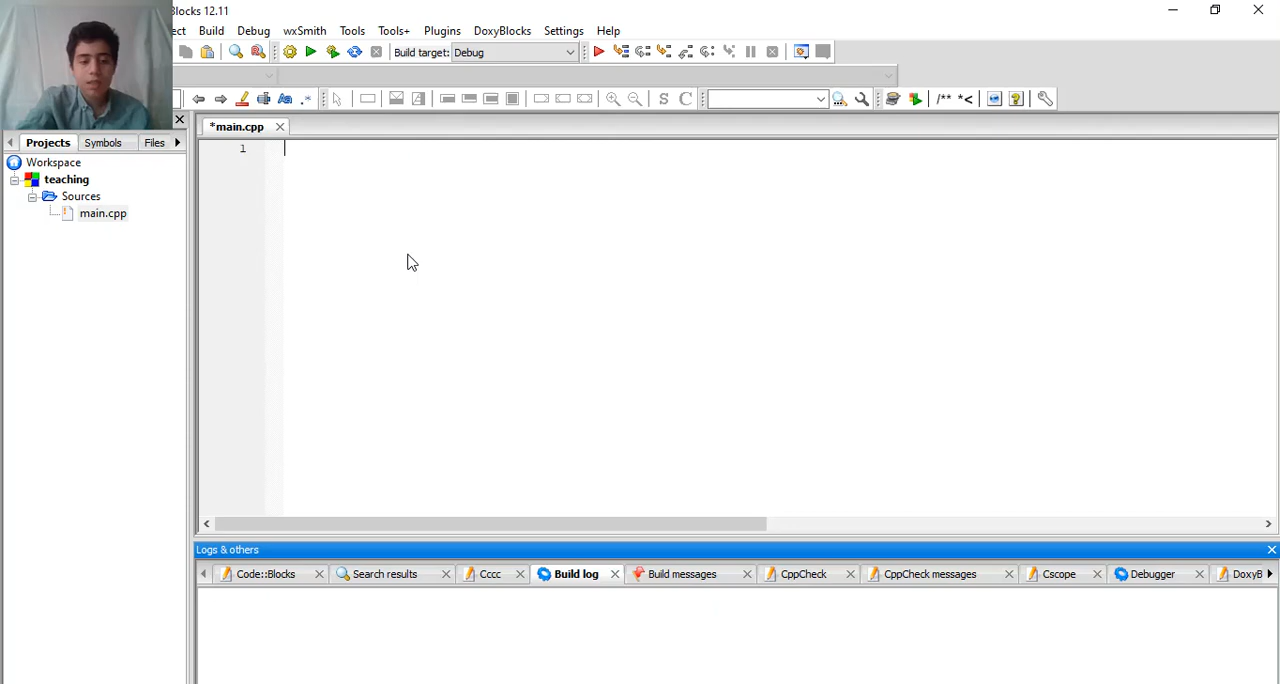 locks 12.11
ect Build Debug wxSmith Tools Tools+ Plugins DoxyBlocks Settings Help
Build target: Debug
S C /** *<
*main.cpp
Projects Symbols Files
1
Workspace
teaching
Sources
main.cpp
Logs & others
Code::Blocks Search results Cccc Build log Build messages CppCheck CppCheck messages Cscope Debugger DoxyB